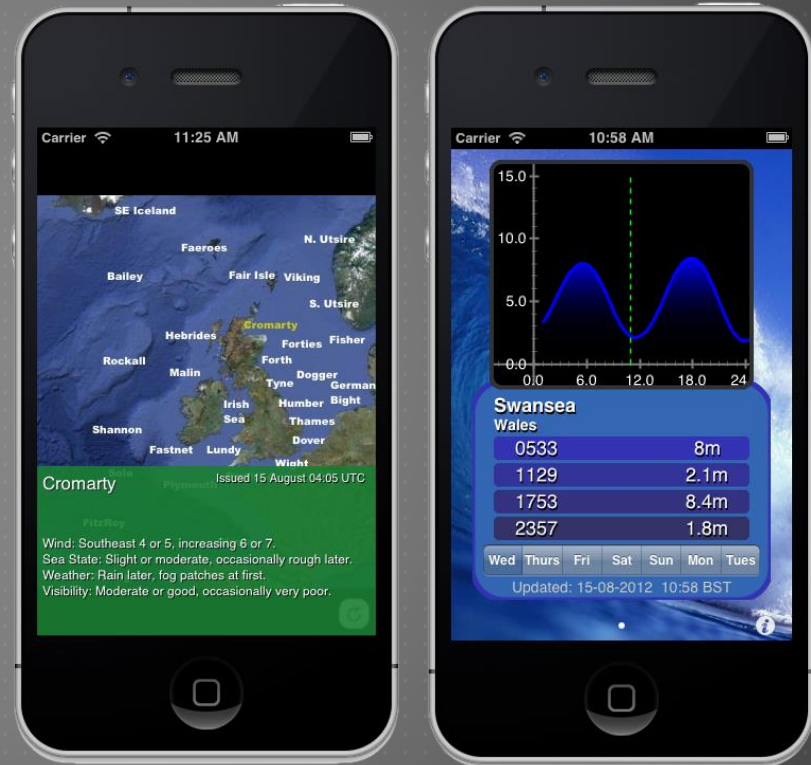 Carrier 11:25 AM
SE Iceland
N. Utsire
Faeroes
Bailey
Fair Isle Viking
S. Utsire
Cromarty
Hebrides
Forties Fisher
Rockall
Forth
Malin
Dogger
Tyne
German
Irish
Humber Bight
Sea
Thames
Shannon
Dover
Fastnet Lundy
Wight
Sole
Plymouth
Cromarty
Issued 15 August 04:05 UTC
FitzRoy
Wind: Southeast 4 or 5, increasing 6 or 7.
Sea State: Slight or moderate, occasionally rough later.
Weather: Rain later, fog patches at first.
Visibility: Moderate or good, occasionally very poor.
Carrier 10:58 AM
15.0
10.0
5.0
0.0
0.0 6.0 12.0 18.0 24
Swansea
Wales
0533 8m
1129 2.1m
1753 8.4m
2357 1.8m
Wed Thurs Fri Sat Sun Mon Tues
Updated: 15-08-2012 10:58 BST
i